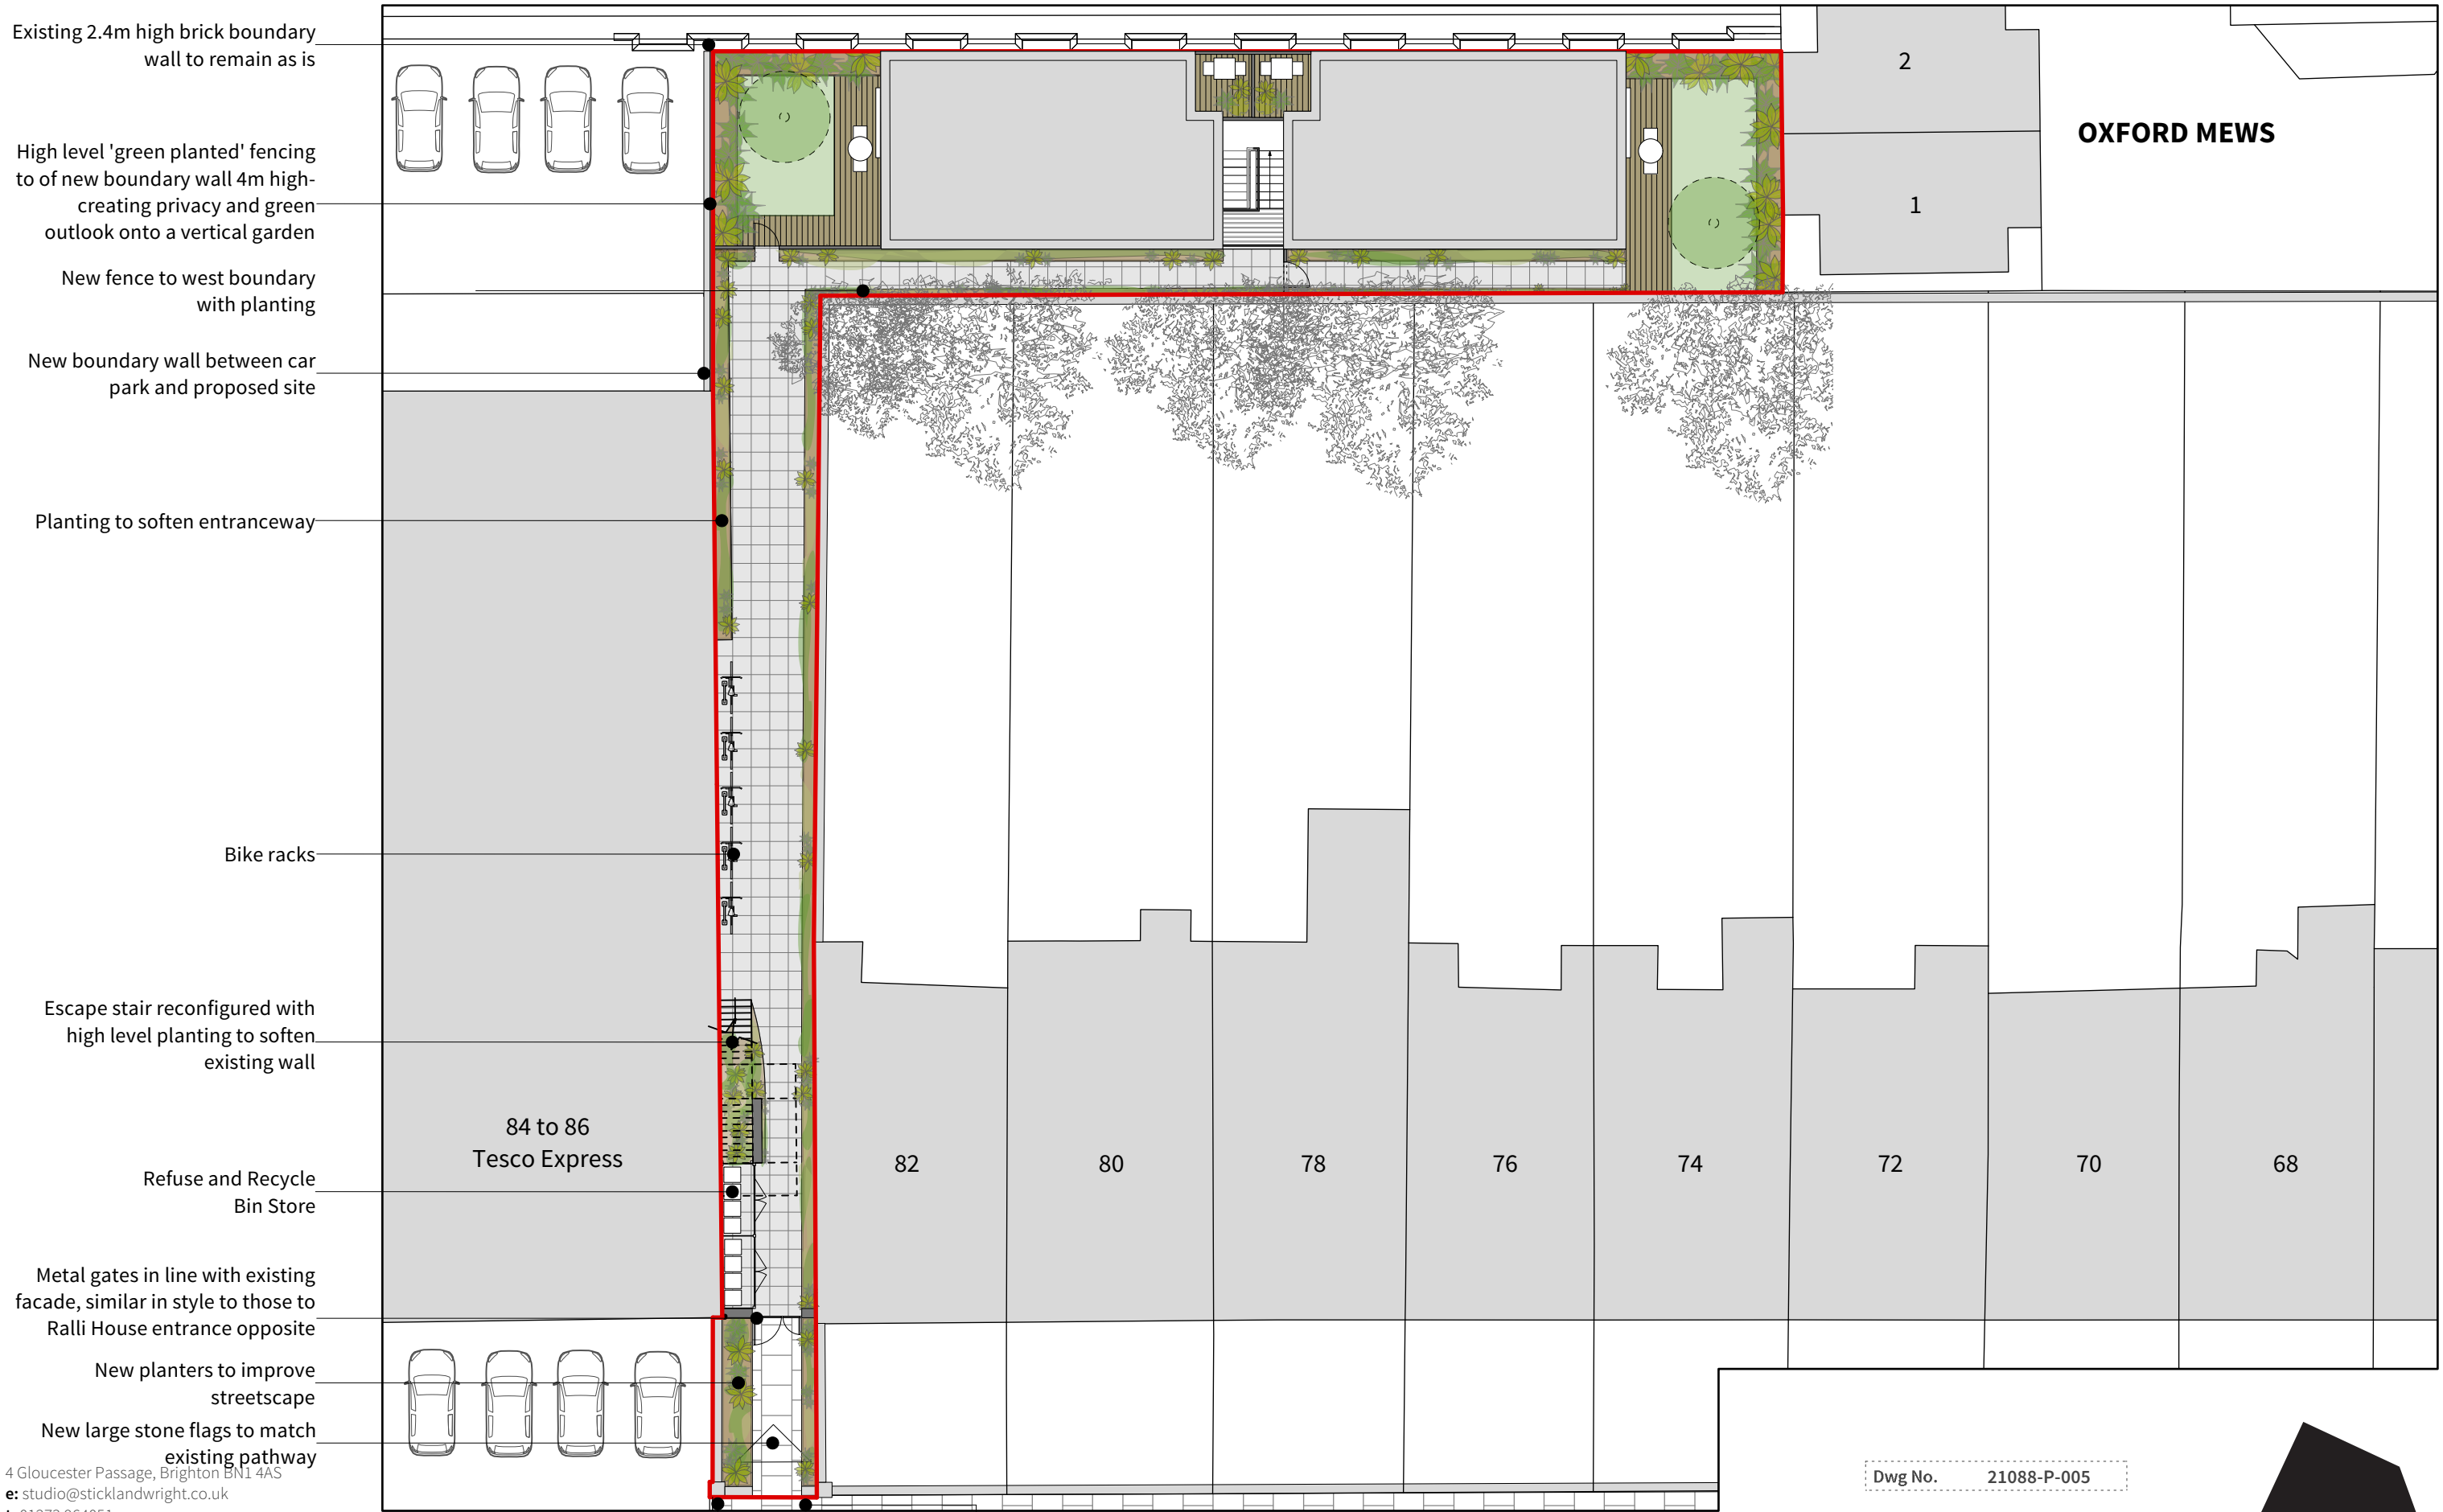 Existing 2.4m high brick boundary
wall to remain as is
High level 'green planted' fencing
to of new boundary wall 4m high-
creating privacy and green
outlook onto a vertical garden
New fence to west boundary
with planting
New boundary wall between car
park and proposed site
Planting to soften entranceway
Bike racks
Escape stair reconfigured with
high level planting to soften
existing wall
Refuse and Recycle
Bin Store
Metal gates in line with existing
facade, similar in style to those to
Ralli House entrance opposite
New planters to improve
streetscape
New large stone flags to match
existing pathway
4 Gloucester Passage, Brighton BN1 4AS
e: studio@sticklandwright.co.uk
2
OXFORD MEWS
1
84 to 86
Tesco Express
82
80
78
76
74
72
70
68
Dwg No. 21088-P-005